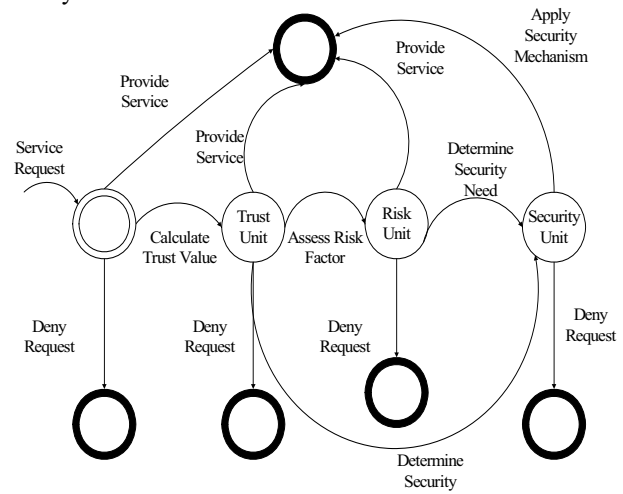 Apply
Security
Mechanism
Provide
Service
Provide
Service
Provide
Service
Service
Request
Determine
Security
Need
Trust
Unit
Risk
Unit
Security
Unit
Calculate
Trust Value
Assess Risk
Factor
Deny
Request
Deny
Request
Deny
Request
Deny
Request
Determine
Security